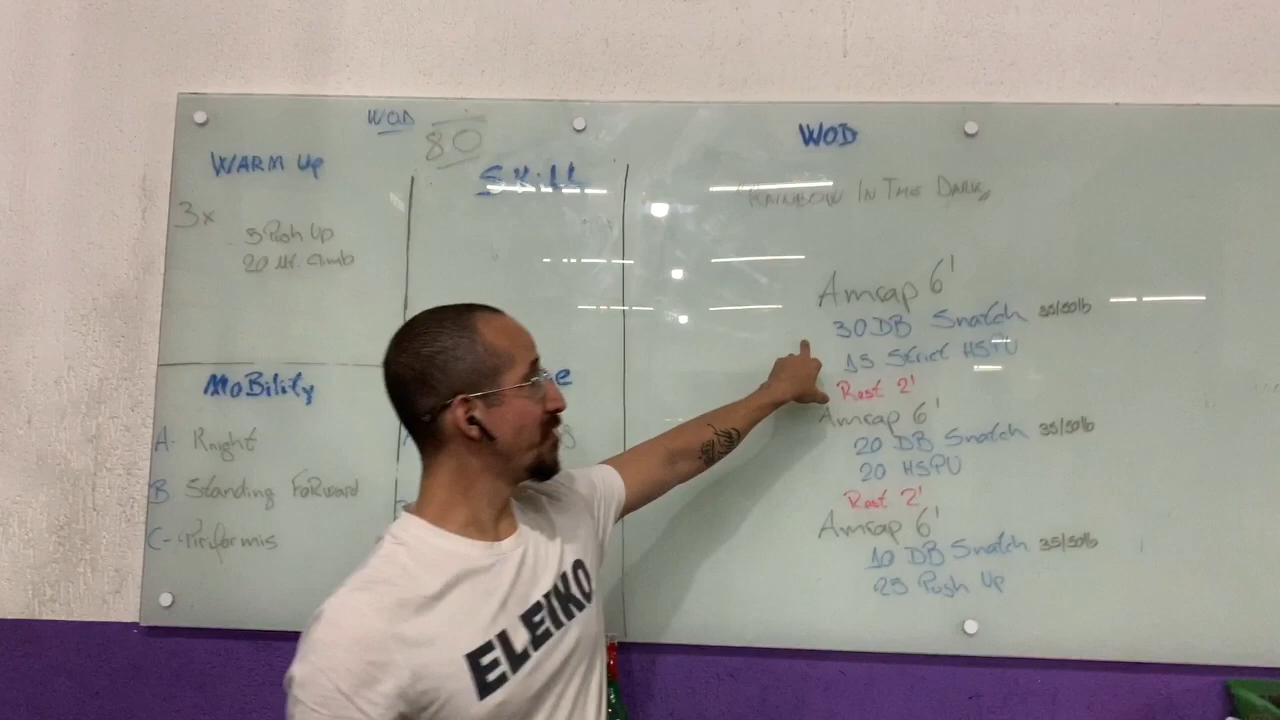 WOD
80
WARM Up
3x
5 Push Up
20 Mt. Climb
Skill
MoBility
A- Knight
B Standing FoRward
C- Piriformis
WOD
"RAINBOW IN THE DARK"
Amrap 6'
30 DB Snatch 35/50lb
15 Strict HSPU
Rest 2'
Amrap 6'
20 DB Snatch 35/50lb
20 HSPU
Rest 2'
Amrap 6'
10 DB Snatch 35/50lb
25 Push Up
ELEIKO